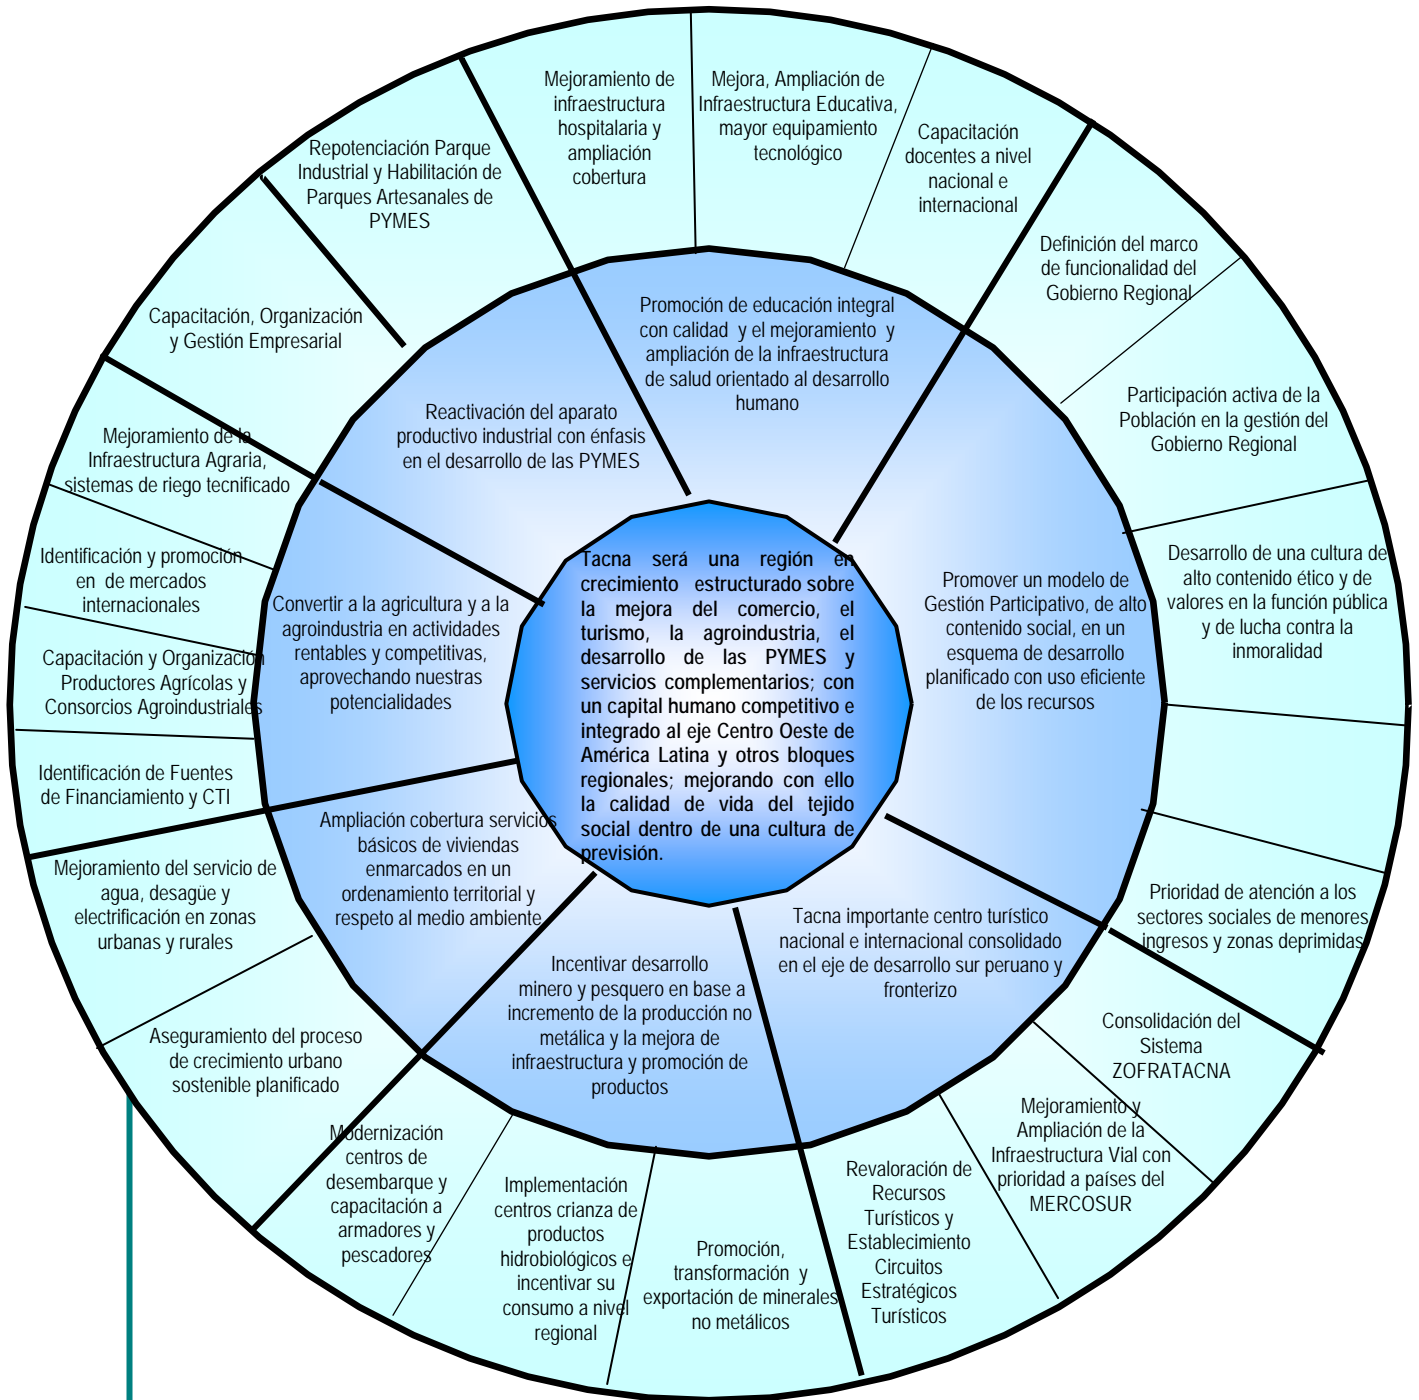 Mejoramiento de
infraestructura
hospitalaria y
ampliación
cobertura
Mejora, Ampliación de
Infraestructura Educativa,
mayor equipamiento
tecnológico
Capacitación
docentes a nivel
nacional e
internacional
Definición del marco
de funcionalidad del
Gobierno Regional
Participación activa de la
Población en la gestión del
Gobierno Regional
Desarrollo de una cultura de
alto contenido ético y de
valores en la función pública
y de lucha contra la
inmoralidad
Prioridad de atención a los
sectores sociales de menores
ingresos y zonas deprimidas
Consolidación del
Sistema
ZOFRATACNA
Mejoramiento y
Ampliación de la
Infraestructura Vial con
prioridad a países del
MERCOSUR
Revaloración de
Recursos
Turísticos y
Establecimiento
Circuitos
Estratégicos
Turísticos
Promoción,
transformación y
exportación de minerales
no metálicos
Implementación
centros crianza de
productos
hidrobiológicos e
incentivar su
consumo a nivel
regional
Modernización
centros de
desembarque y
capacitación a
armadores y
pescadores
Aseguramiento del proceso
de crecimiento urbano
sostenible planificado
Mejoramiento del servicio de
agua, desagüe y
electrificación en zonas
urbanas y rurales
Identificación de Fuentes
de Financiamiento y CTI
Capacitación y Organización
Productores Agrícolas y
Consorcios Agroindustriales
Identificación y promoción
en de mercados
internacionales
Mejoramiento de la
Infraestructura Agraria,
sistemas de riego tecnificado
Capacitación, Organización
y Gestión Empresarial
Repotenciación Parque
Industrial y Habilitación de
Parques Artesanales de
PYMES
Promoción de educación integral
con calidad y el mejoramiento y
ampliación de la infraestructura
de salud orientado al desarrollo
humano
Promover un modelo de
Gestión Participativo, de alto
contenido social, en un
esquema de desarrollo
planificado con uso eficiente
de los recursos
Tacna importante centro turístico
nacional e internacional consolidado
en el eje de desarrollo sur peruano y
fronterizo
Incentivar desarrollo
minero y pesquero en base a
incremento de la producción no
metálica y la mejora de
infraestructura y promoción de
productos
Ampliación cobertura servicios
básicos de viviendas
enmarcados en un
ordenamiento territorial y
respeto al medio ambiente
Convertir a la agricultura y a la
agroindustria en actividades
rentables y competitivas,
aprovechando nuestras
potencialidades
Reactivación del aparato
productivo industrial con énfasis
en el desarrollo de las PYMES
Tacna será una región en
crecimiento estructurado sobre
la mejora del comercio, el
turismo, la agroindustria, el
desarrollo de las PYMES y
servicios complementarios; con
un capital humano competitivo e
integrado al eje Centro Oeste de
América Latina y otros bloques
regionales; mejorando con ello
la calidad de vida del tejido
social dentro de una cultura de
previsión.